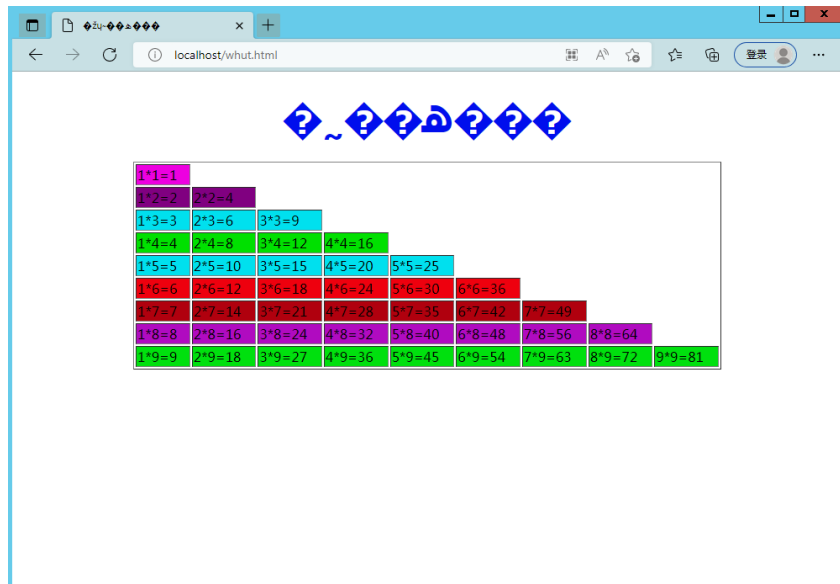 localhost/whut.html
登录
1*1=1
1*2=2 2*2=4
1*3=3 2*3=6 3*3=9
1*4=4 2*4=8 3*4=12 4*4=16
1*5=5 2*5=10 3*5=15 4*5=20 5*5=25
1*6=6 2*6=12 3*6=18 4*6=24 5*6=30 6*6=36
1*7=7 2*7=14 3*7=21 4*7=28 5*7=35 6*7=42 7*7=49
1*8=8 2*8=16 3*8=24 4*8=32 5*8=40 6*8=48 7*8=56 8*8=64
1*9=9 2*9=18 3*9=27 4*9=36 5*9=45 6*9=54 7*9=63 8*9=72 9*9=81